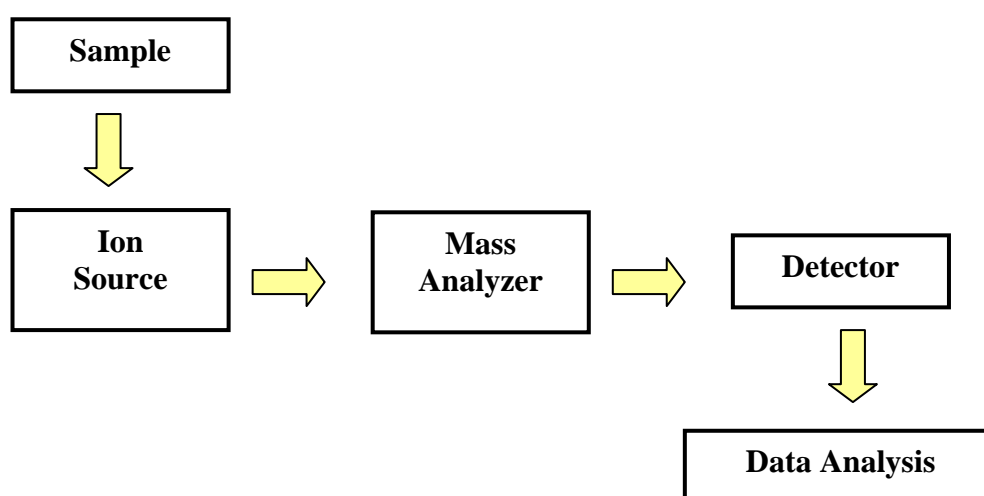 Sample
Ion
Source
Mass
Analyzer
Detector
Data Analysis